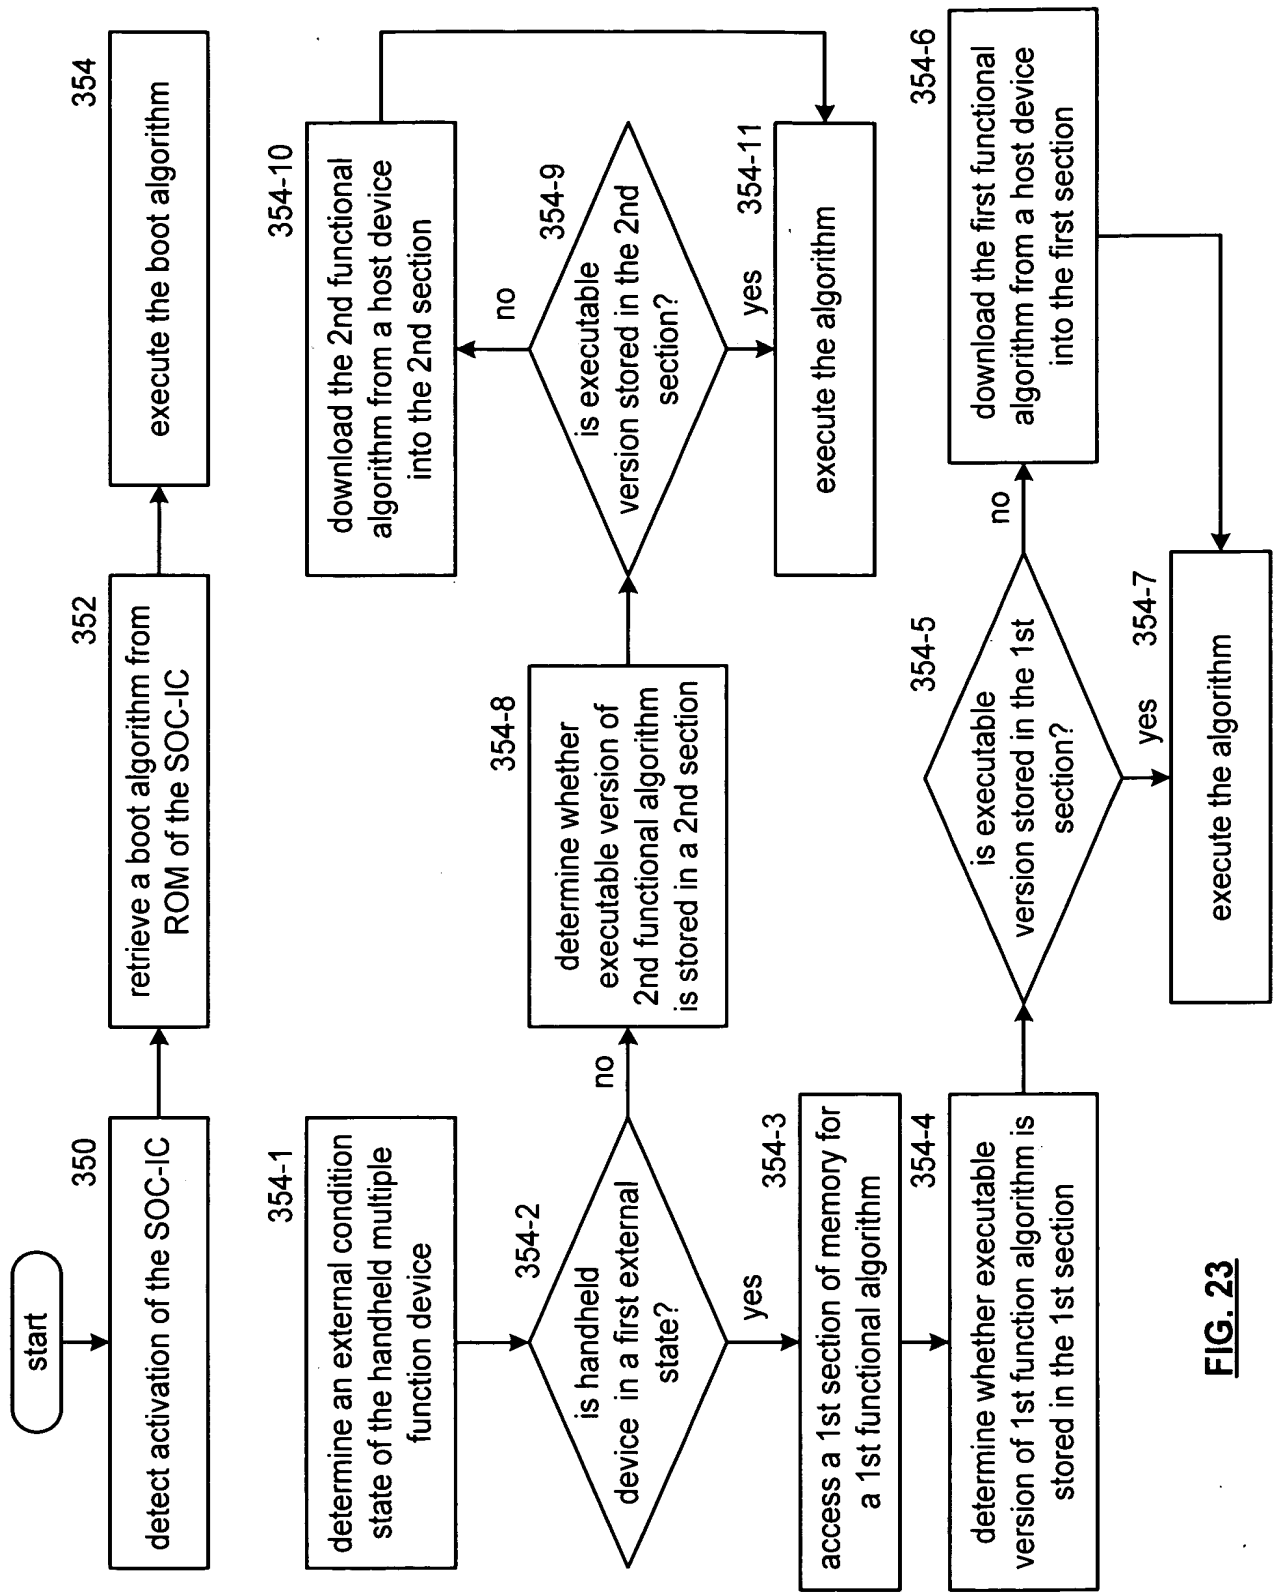 start
350
detect activation of the SOC-IC
352
retrieve a boot algorithm from
ROM of the SOC-IC
354
execute the boot algorithm
354-1
determine an external condition
state of the handheld multiple
function device
354-2
is handheld
device in a first external
state?
no
yes
354-3
access a 1st section of memory for
a 1st functional algorithm
354-4
determine whether executable
version of 1st function algorithm is
stored in the 1st section
354-5
is executable
version stored in the 1st
section?
no
yes
354-6
download the first functional
algorithm from a host device
into the first section
354-7
execute the algorithm
354-8
determine whether
executable version of
2nd functional algorithm
is stored in a 2nd section
354-9
is executable
version stored in the 2nd
section?
no
yes
354-10
download the 2nd functional
algorithm from a host device
into the 2nd section
354-11
execute the algorithm
FIG. 23